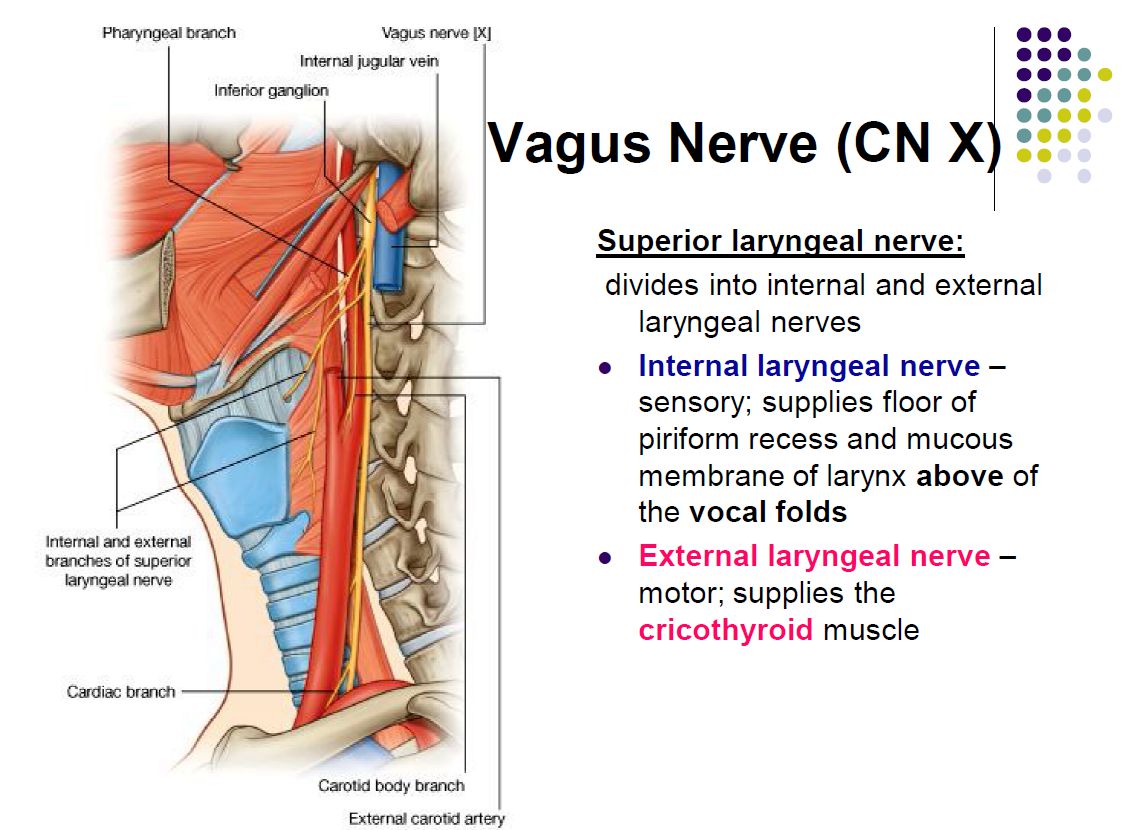 Pharyngeal branch
Vagus nerve [X]
Internal jugular vein
Inferior ganglion
Vagus Nerve (CN X)
Superior laryngeal nerve:
divides into internal and external
laryngeal nerves
Internal laryngeal nerve –
sensory; supplies floor of
piriform recess and mucous
membrane of larynx above of
the vocal folds
External laryngeal nerve –
motor; supplies the
cricothyroid muscle
Internal and external
branches of superior
laryngeal nerve
Cardiac branch
Carotid body branch
External carotid artery